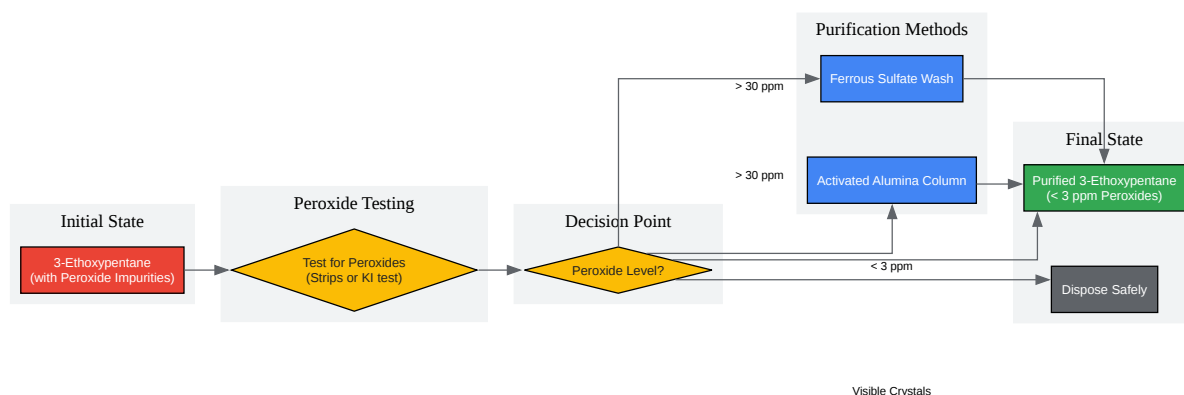 Purification Methods
Ferrous Sulfate Wash
> 30 ppm
Final State
Peroxide Testing
> 30 ppm
Activated Alumina Column
Purified 3-Ethoxypentane
(< 3 ppm Peroxides)
Initial State
Decision Point
3-Ethoxypentane
(with Peroxide Impurities)
Test for Peroxides
(Strips or KI test)
Peroxide Level?
< 3 ppm
Dispose Safely
Visible Crystals